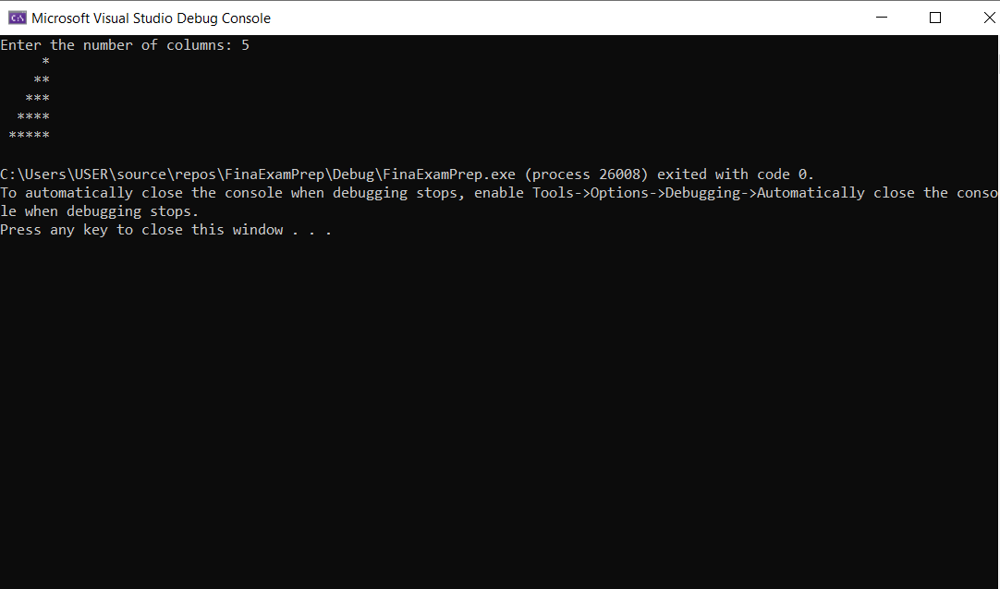 Microsoft Visual Studio Debug Console
Enter the number of columns: 5
     *
    **
   ***
  ****
 *****
C:\Users\USER\source\repos\FinaExamPrep\Debug\FinaExamPrep.exe (process 26008) exited with code 0.
To automatically close the console when debugging stops, enable Tools->Options->Debugging->Automatically close the conso
le when debugging stops.
Press any key to close this window . . .